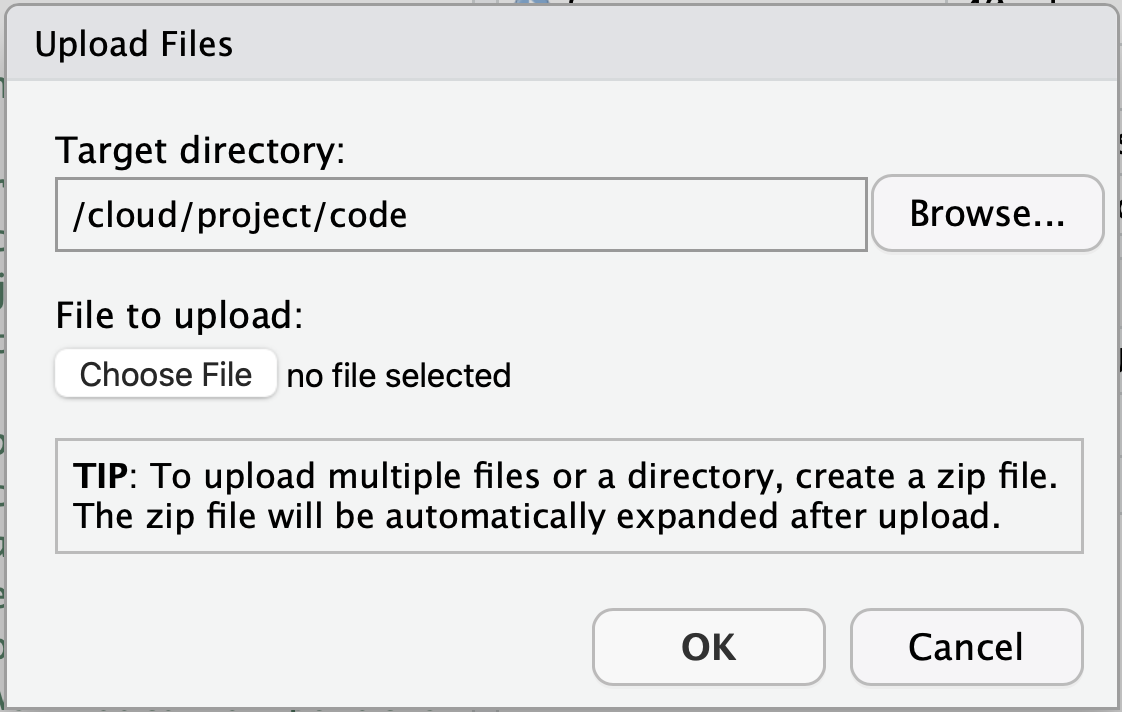 Upload Files
Target directory:
/cloud/project/code
Browse...
File to upload:
Choose File no file selected
TIP: To upload multiple files or a directory, create a zip file.
The zip file will be automatically expanded after upload.
OK
Cancel